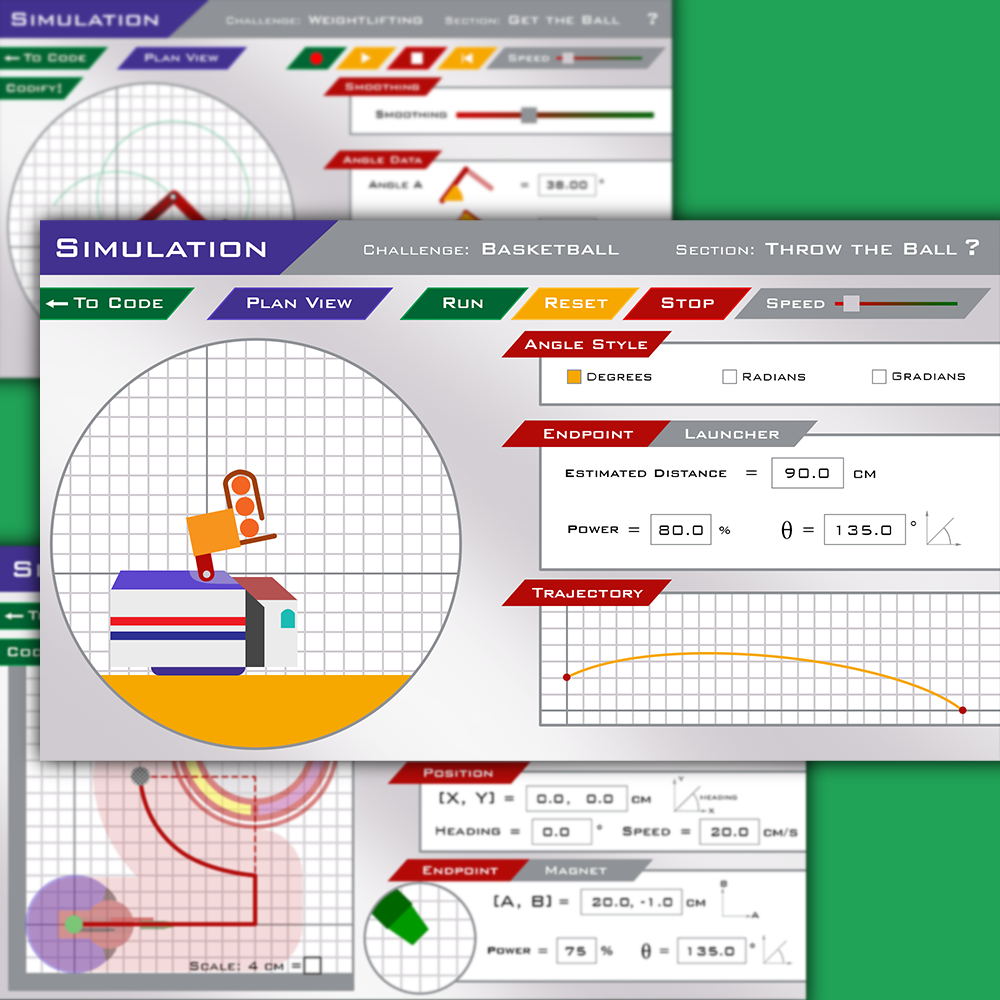 SIMULATION CHALLENGE: WEIGHTLIFTING SECTION: GET THE BALL ?
← TO CODE PLAN VIEW SPEED
CODIFY!
SMOOTHING
SMOOTHING
ANGLE DATA
ANGLE A = 38.00 °
SIMULATION CHALLENGE: BASKETBALL SECTION: THROW THE BALL ?
← TO CODE PLAN VIEW RUN RESET STOP SPEED
ANGLE STYLE
DEGREES RADIANS GRADIANS
ENDPOINT LAUNCHER
ESTIMATED DISTANCE = 90.0 CM
POWER = 80.0 % θ = 135.0 °
TRAJECTORY
POSITION
[X, Y] = 0.0, 0.0 CM Y HEADING X
HEADING = 0.0 ° SPEED = 20.0 CM/S
ENDPOINT MAGNET
[A, B] = 20.0, -1.0 CM B A
POWER = 75 % θ = 135.0 °
SCALE: 4 CM =